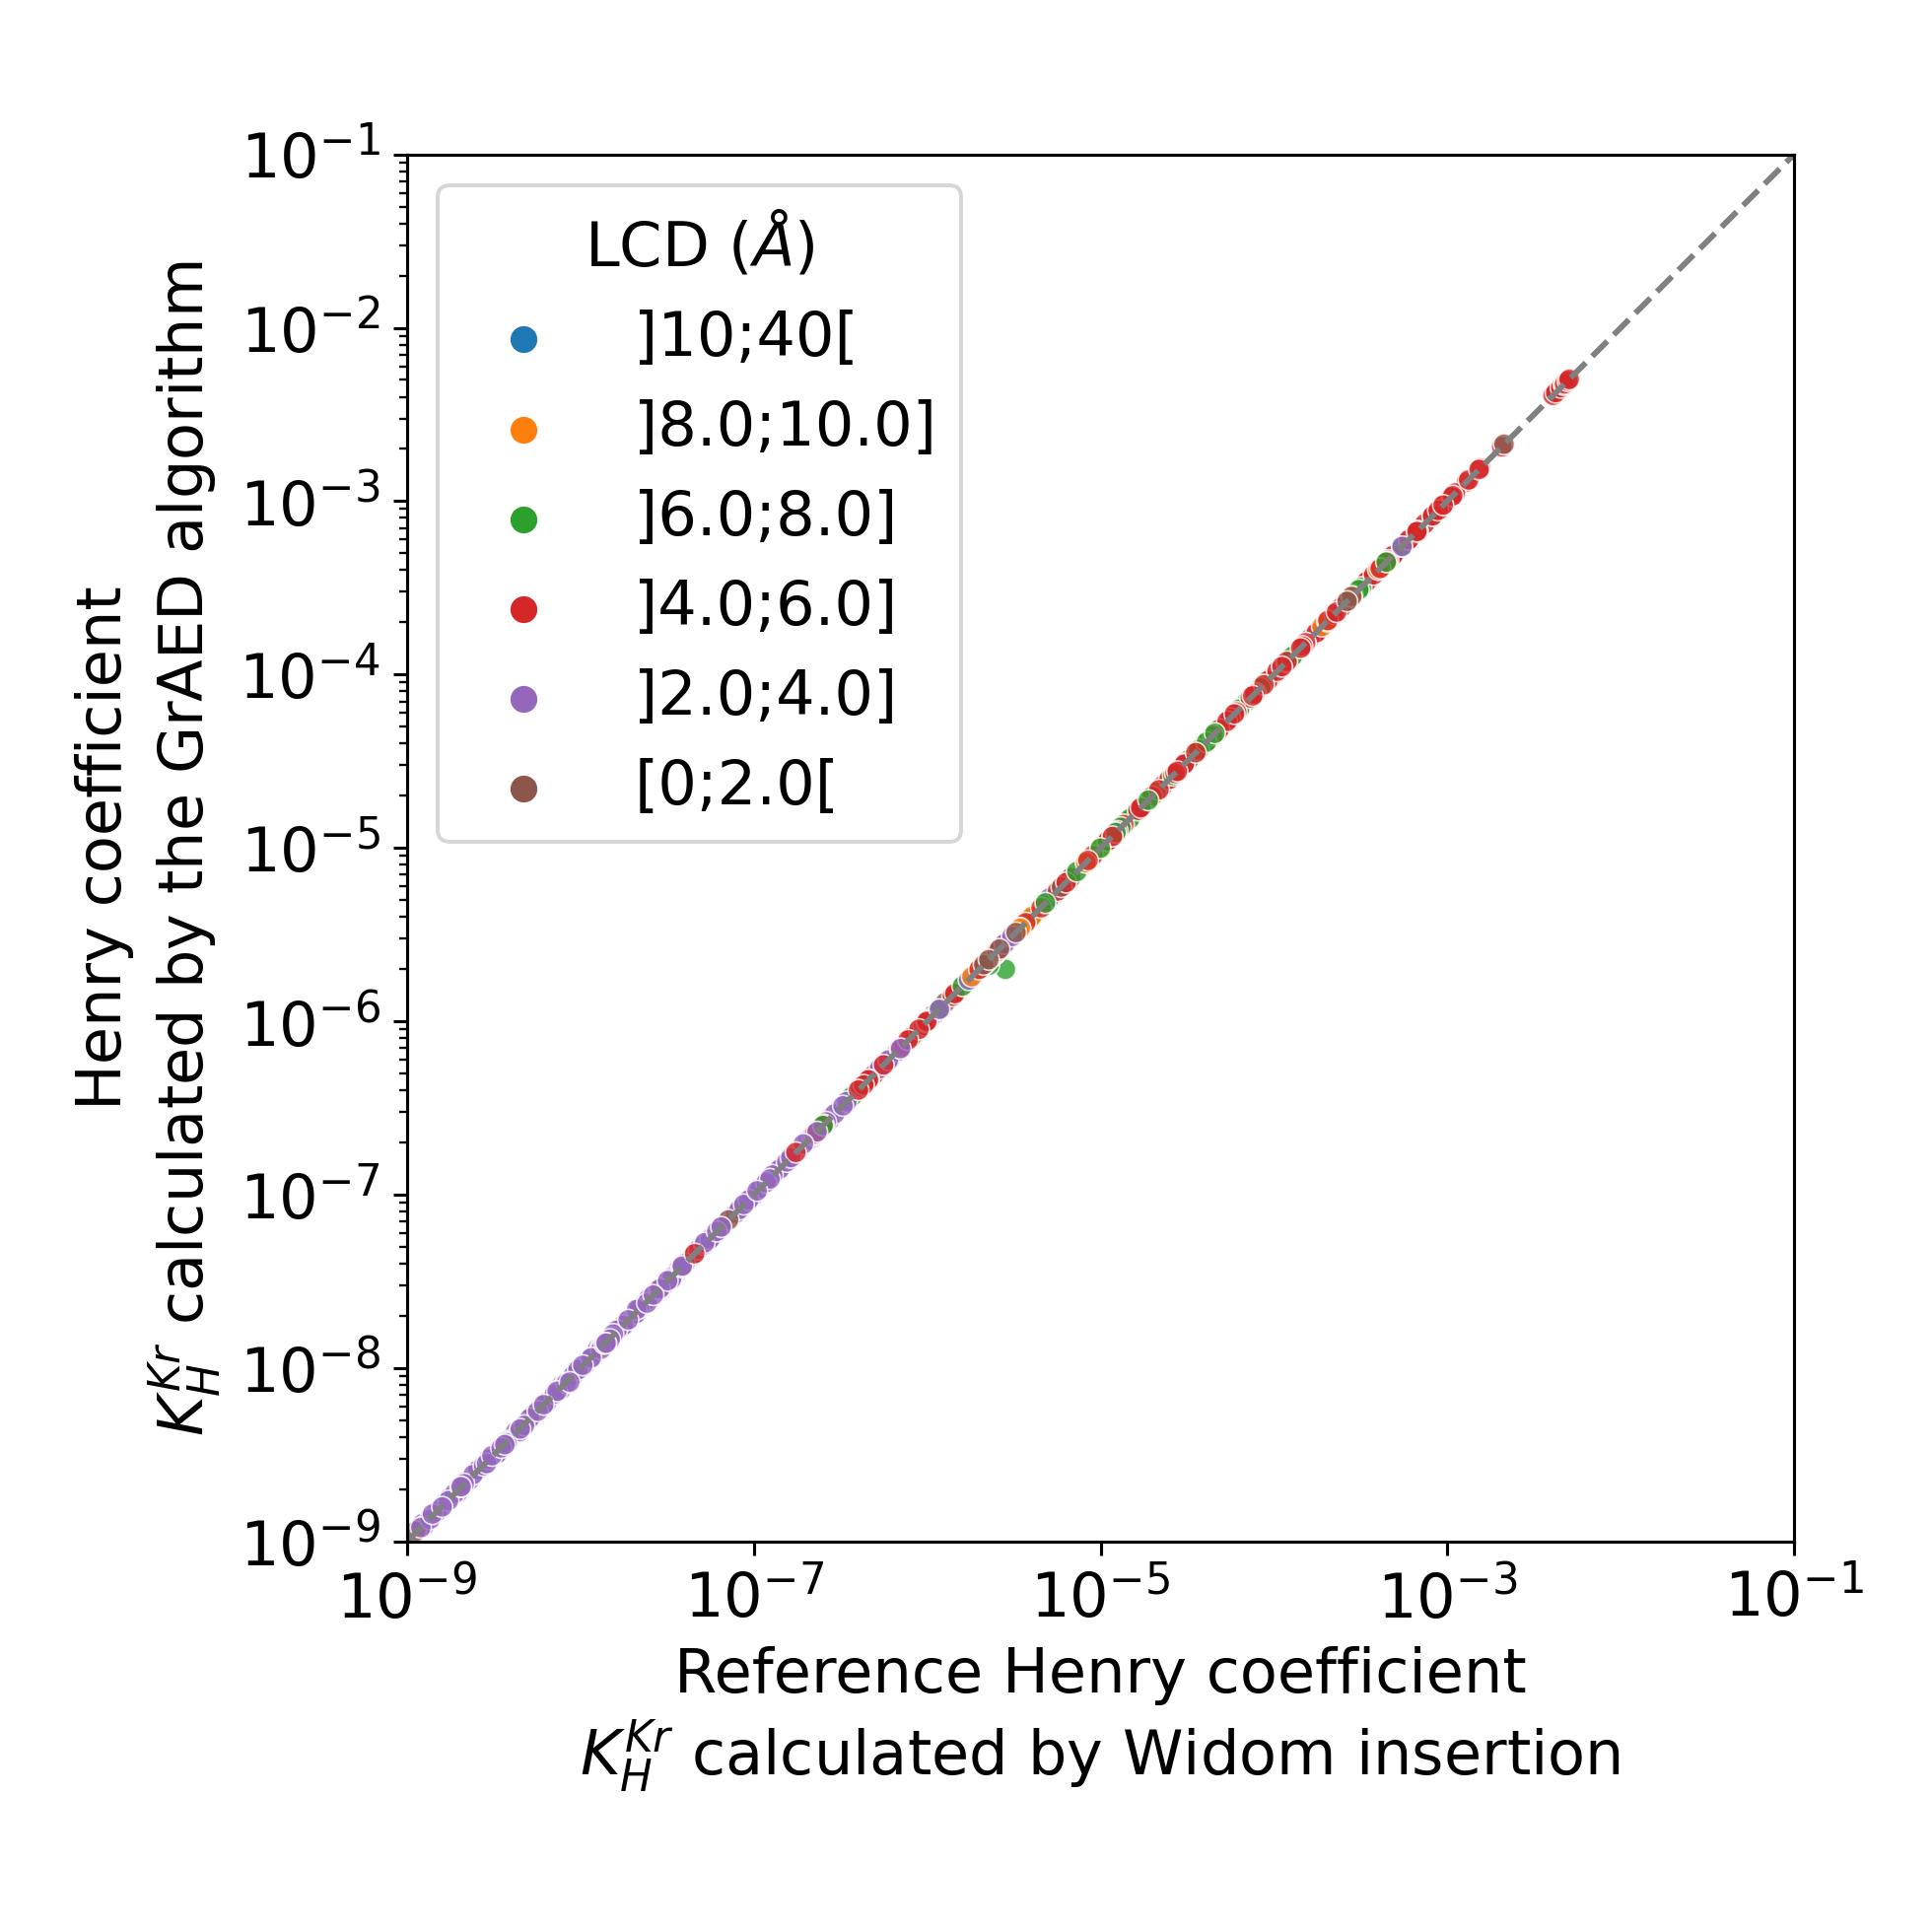 Henry coefficient
K_H^{Kr} calculated by the GrAED algorithm
10^{-1}
10^{-2}
10^{-3}
10^{-4}
10^{-5}
10^{-6}
10^{-7}
10^{-8}
10^{-9}
LCD (Å)
]10;40[
]8.0;10.0]
]6.0;8.0]
]4.0;6.0]
]2.0;4.0]
[0;2.0[
10^{-9} 10^{-7} 10^{-5} 10^{-3} 10^{-1}
Reference Henry coefficient
K_H^{Kr} calculated by Widom insertion